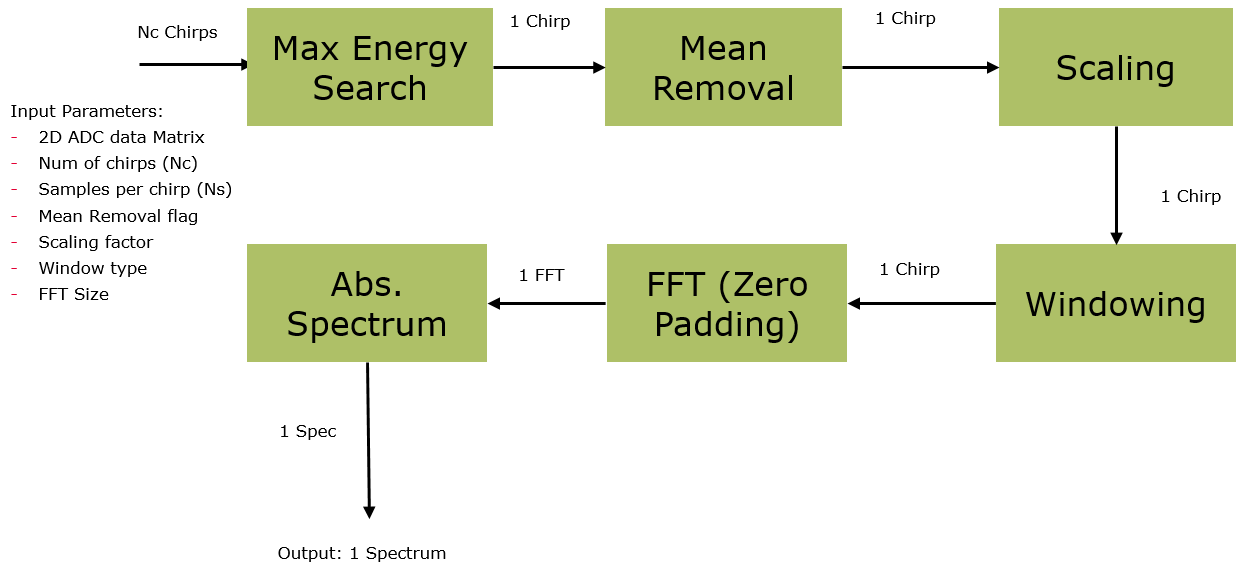 Nc Chirps
Max Energy
Search
1 Chirp
Mean
Removal
1 Chirp
Scaling
Input Parameters:
- 2D ADC data Matrix
- Num of chirps (Nc)
- Samples per chirp (Ns)
- Mean Removal flag
- Scaling factor
- Window type
- FFT Size
1 Chirp
Windowing
1 Chirp
FFT (Zero
Padding)
1 FFT
Abs.
Spectrum
1 Spec
Output: 1 Spectrum